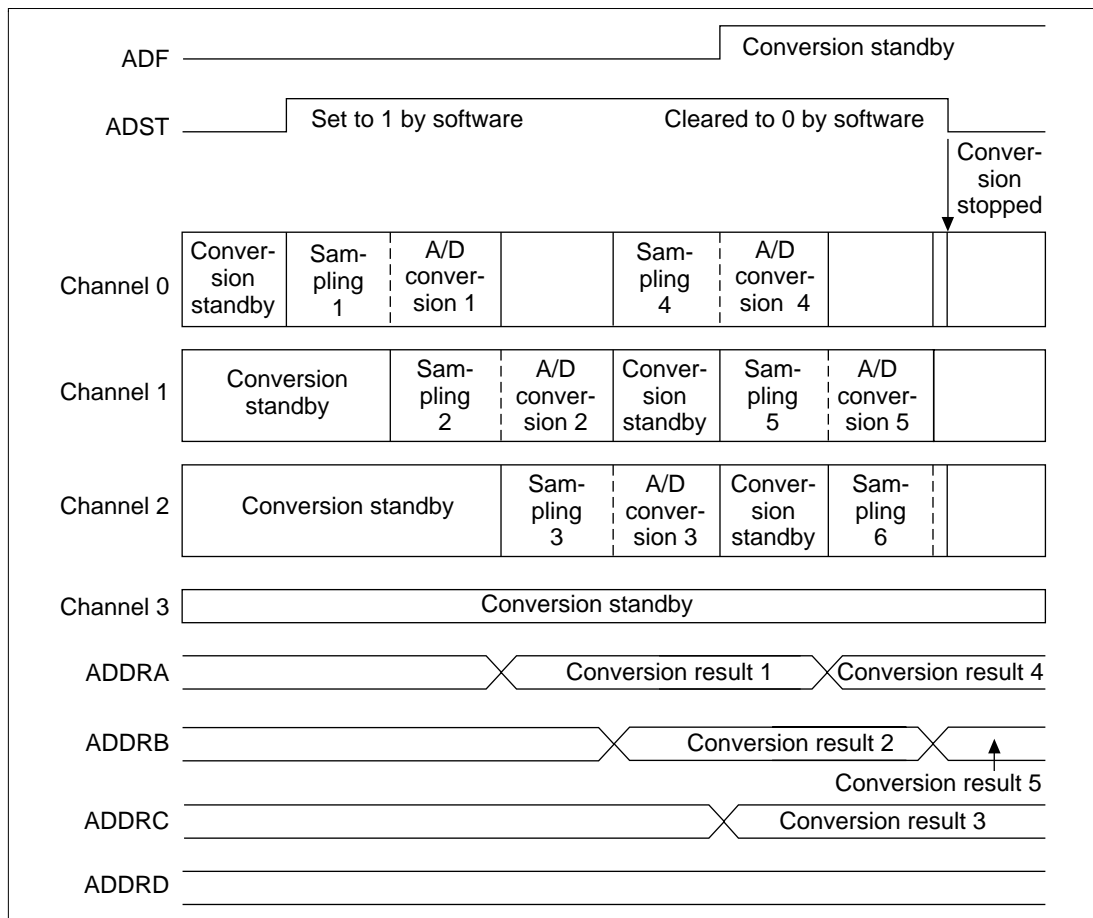 ADF
Conversion standby
ADST
Set to 1 by software
Cleared to 0 by software
Conver-
sion
stopped
Channel 0
Conver-
sion
standby
Sam-
pling
1
A/D
conver-
sion 1
Sam-
pling
4
A/D
conver-
sion 4
Channel 1
Conversion
standby
Sam-
pling
2
A/D
conver-
sion 2
Conver-
sion
standby
Sam-
pling
5
A/D
conver-
sion 5
Channel 2
Conversion standby
Sam-
pling
3
A/D
conver-
sion 3
Conver-
sion
standby
Sam-
pling
6
Channel 3
Conversion standby
ADDRA
Conversion result 1
Conversion result 4
ADDRB
Conversion result 2
Conversion result 5
ADDRC
Conversion result 3
ADDRD